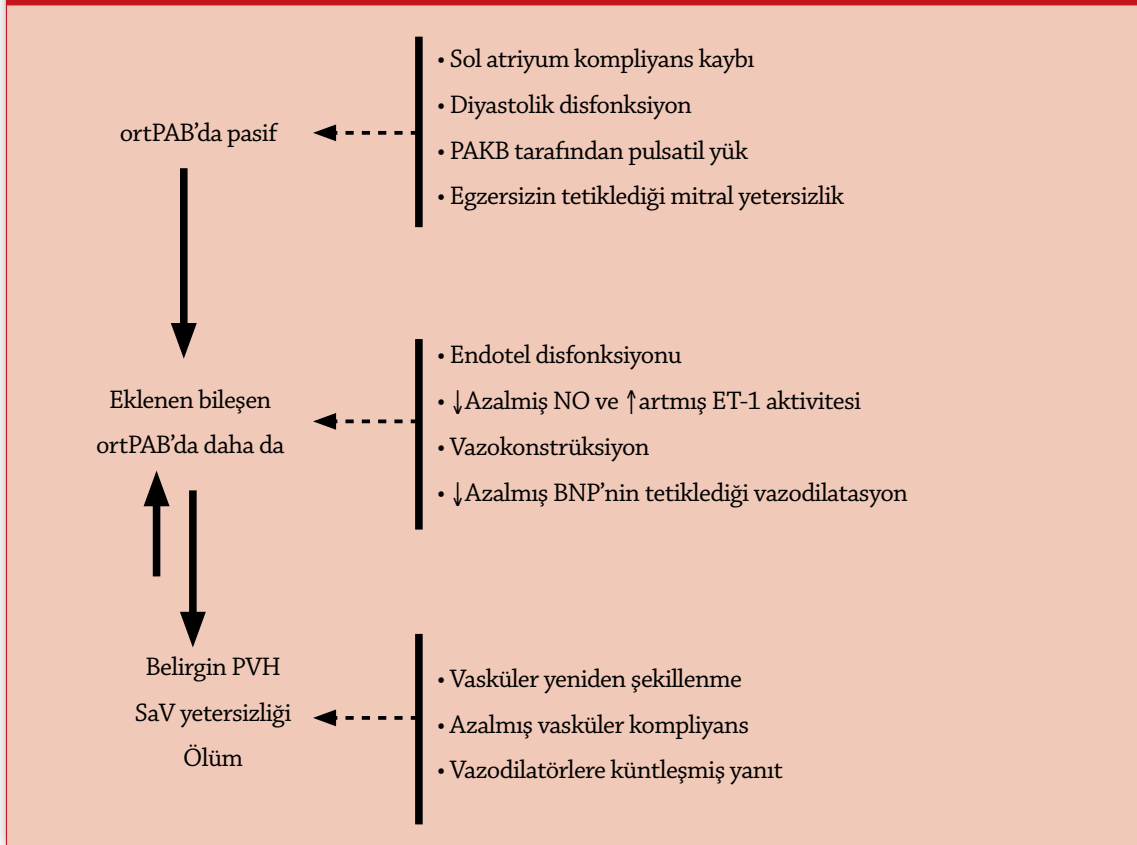 ortPAB’da pasif
• Sol atriyum kompliyans kaybı
• Diyastolik disfonksiyon
• PAKB tarafından pulsatil yük
• Egzersizin tetiklediği mitral yetersizlik
Eklenen bileşen
ortPAB’da daha da
• Endotel disfonksiyonu
• ↓Azalmiş NO ve ↑artmış ET-1 aktivitesi
• Vazokonstrüksiyon
• ↓Azalmış BNP’nin tetiklediği vazodilatasyon
Belirgin PVH
SaV yetersizliği
Ölüm
• Vasküler yeniden şekillenme
• Azalmış vasküler kompliyans
• Vazodilatörlere küntleşmiş yanıt